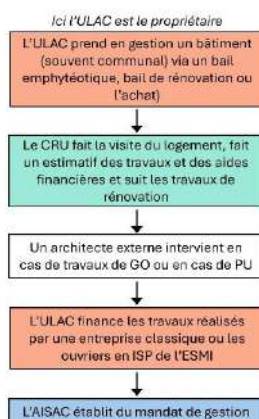 Ici l'ULAC est le propriétaire
L'ULAC prend en gestion un bâtiment
(souvent communal) via un bail
emphytéotique, bail de rénovation ou
l'achat)
Le CRU fait la visite du logement, fait
un estimatif des travaux et des aides
financières et suit les travaux de
rénovation
Un architecte externe intervient en
cas de travaux de GO ou en cas de PU
L'ULAC finance les travaux réalisés
par une entreprise classique ou les
ouvriers en ISP de l'ESMI
L'AISAC établit du mandat de gestion